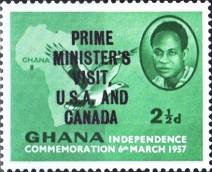 PRIME
MINISTER'S
VISIT,
U.S.A. AND
CANADA
GHANA
2½d
GHANA INDEPENDENCE
COMMEMORATION 6th MARCH 1957